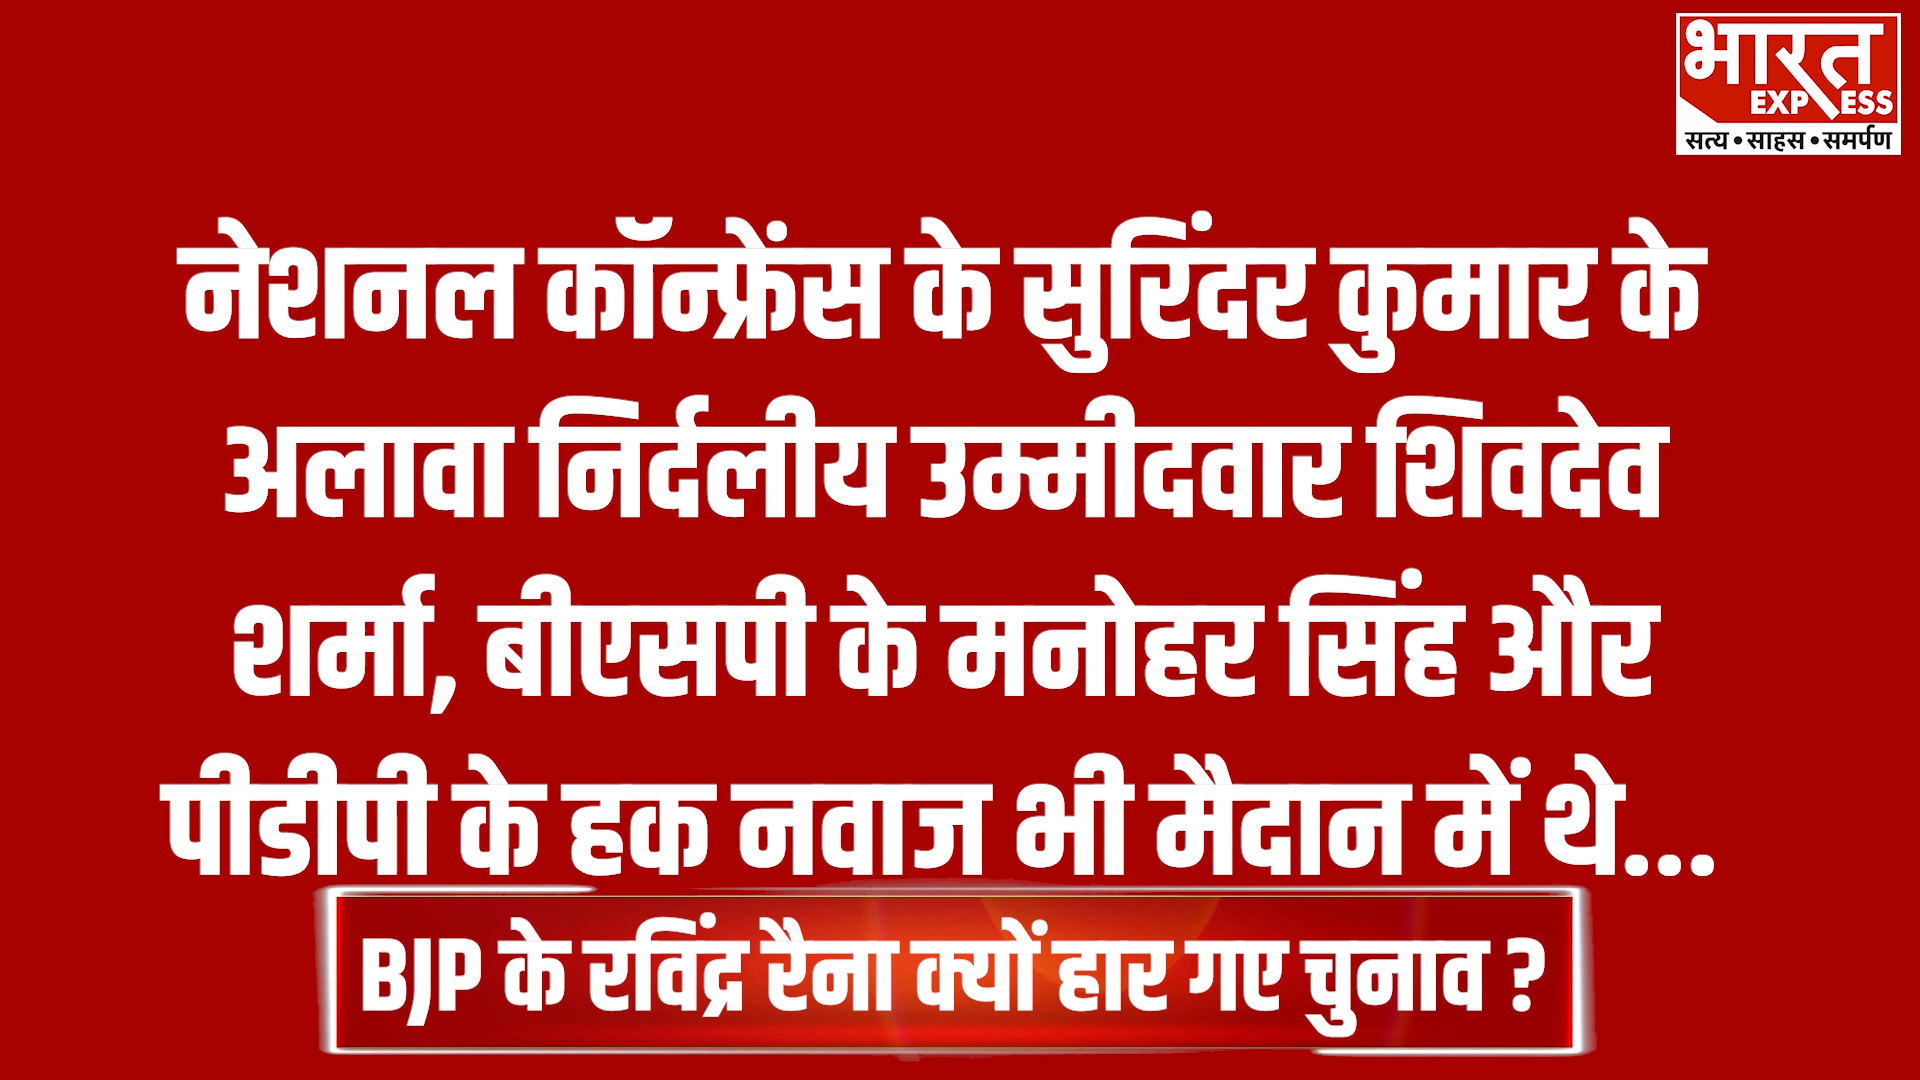 भारत
EXPRESS
सत्य • साहस • समर्पण
नेशनल कॉन्फ्रेंस के सुरिंदर कुमार के
अलावा निर्दलीय उम्मीदवार शिवदेव
शर्मा, बीएसपी के मनोहर सिंह और
पीडीपी के हक नवाज भी मैदान में थे...
BJP के रविंद्र रैना क्यों हार गए चुनाव ?